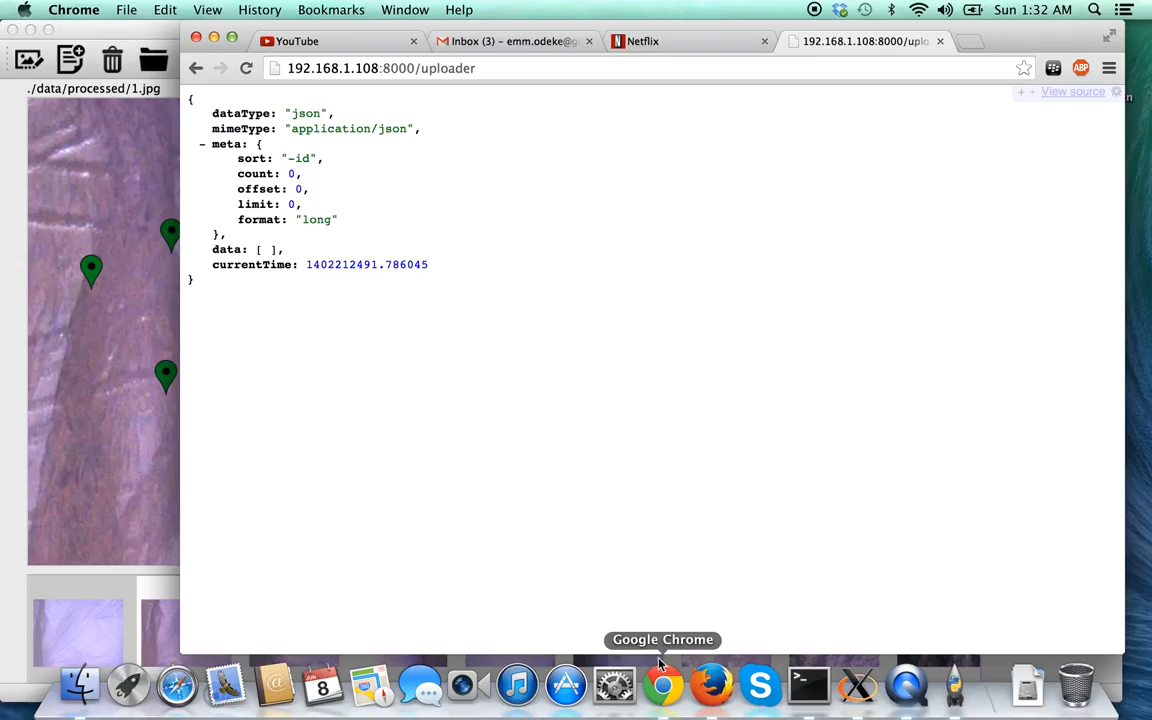 Chrome File Edit View History Bookmarks Window Help Sun 1:32 AM
YouTube Inbox (3) – emm.odeke@g Netflix 192.168.1.108:8000/uplo
192.168.1.108:8000/uploader
./data/processed/1.jpg
+ - View source
{
dataType: "json",
mimeType: "application/json",
- meta: {
sort: "-id",
count: 0,
offset: 0,
limit: 0,
format: "long"
},
data: [ ],
currentTime: 1402212491.786045
}
Google Chrome
8